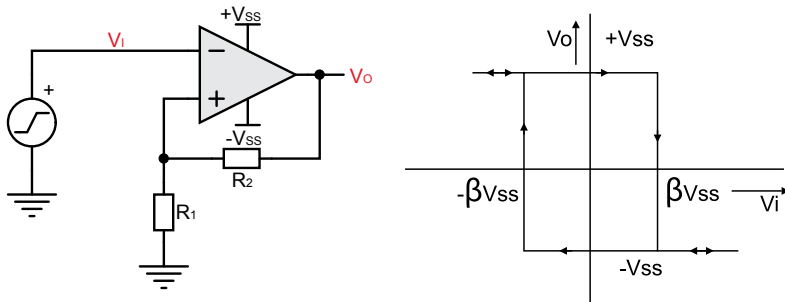 +VSS
VI
VO
-VSS
R2
R1
+
−
+
Vo
+Vss
-βVss
βVss
Vi
-Vss